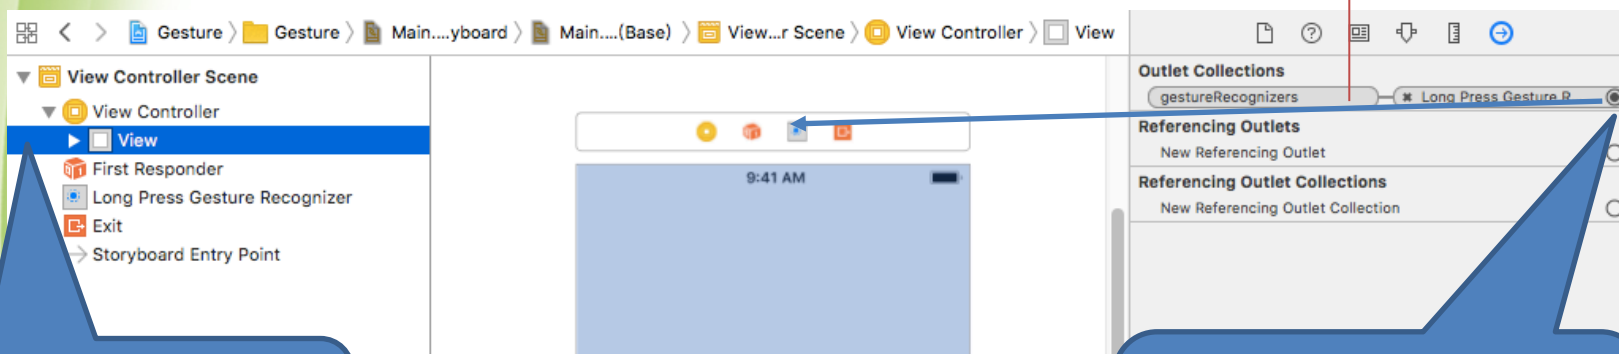 Gesture Gesture Main....yboard Main....(Base) View...r Scene View Controller View
View Controller Scene
View Controller
View
First Responder
Long Press Gesture Recognizer
Exit
Storyboard Entry Point
9:41 AM
Outlet Collections
gestureRecognizers Long Press Gesture R...
Referencing Outlets
New Referencing Outlet
Referencing Outlet Collections
New Referencing Outlet Collection